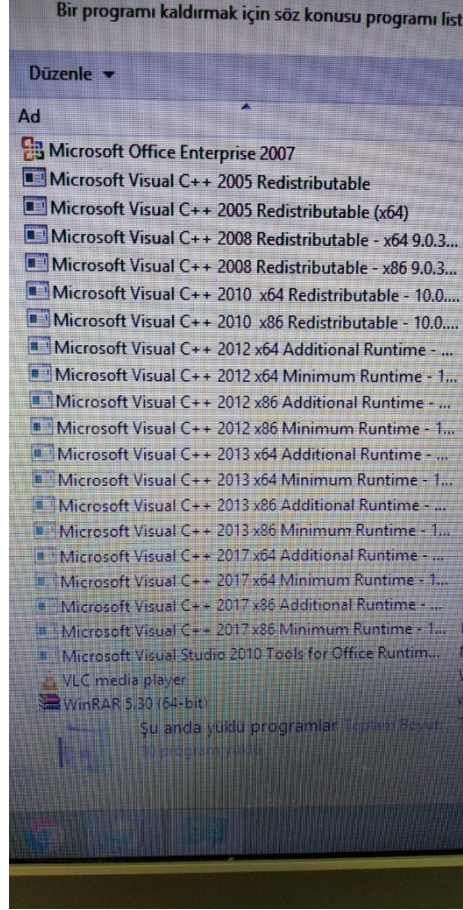 Bir programı kaldırmak için söz konusu programı list
Düzenle
Ad
Microsoft Office Enterprise 2007
Microsoft Visual C++ 2005 Redistributable
Microsoft Visual C++ 2005 Redistributable (x64)
Microsoft Visual C++ 2008 Redistributable - x64 9.0.3...
Microsoft Visual C++ 2008 Redistributable - x86 9.0.3...
Microsoft Visual C++ 2010 x64 Redistributable - 10.0....
Microsoft Visual C++ 2010 x86 Redistributable - 10.0....
Microsoft Visual C++ 2012 x64 Additional Runtime - ...
Microsoft Visual C++ 2012 x64 Minimum Runtime - 1...
Microsoft Visual C++ 2012 x86 Additional Runtime - ...
Microsoft Visual C++ 2012 x86 Minimum Runtime - 1...
Microsoft Visual C++ 2013 x64 Additional Runtime - ...
Microsoft Visual C++ 2013 x64 Minimum Runtime - 1...
Microsoft Visual C++ 2013 x86 Additional Runtime - ...
Microsoft Visual C++ 2013 x86 Minimum Runtime - 1...
Microsoft Visual C++ 2017 x64 Additional Runtime - ...
Microsoft Visual C++ 2017 x64 Minimum Runtime - 1...
Microsoft Visual C++ 2017 x86 Additional Runtime - ...
Microsoft Visual C++ 2017 x86 Minimum Runtime - 1...
Microsoft Visual Studio 2010 Tools for Office Runtim...
VLC media player
WinRAR 5.30 (64-bit)
Şu anda yüklü programlar Toplam Boyut:
program yüklü